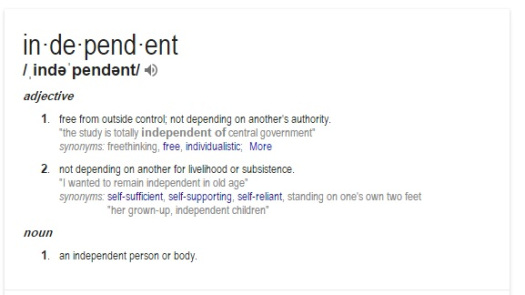 in·de·pend·ent
/ˌindəˈpendənt/
adjective
1. free from outside control; not depending on another's authority.
"the study is totally independent of central government"
synonyms: freethinking, free, individualistic; More
2. not depending on another for livelihood or subsistence.
"I wanted to remain independent in old age"
synonyms: self-sufficient, self-supporting, self-reliant, standing on one's own two feet
"her grown-up, independent children"
noun
1. an independent person or body.